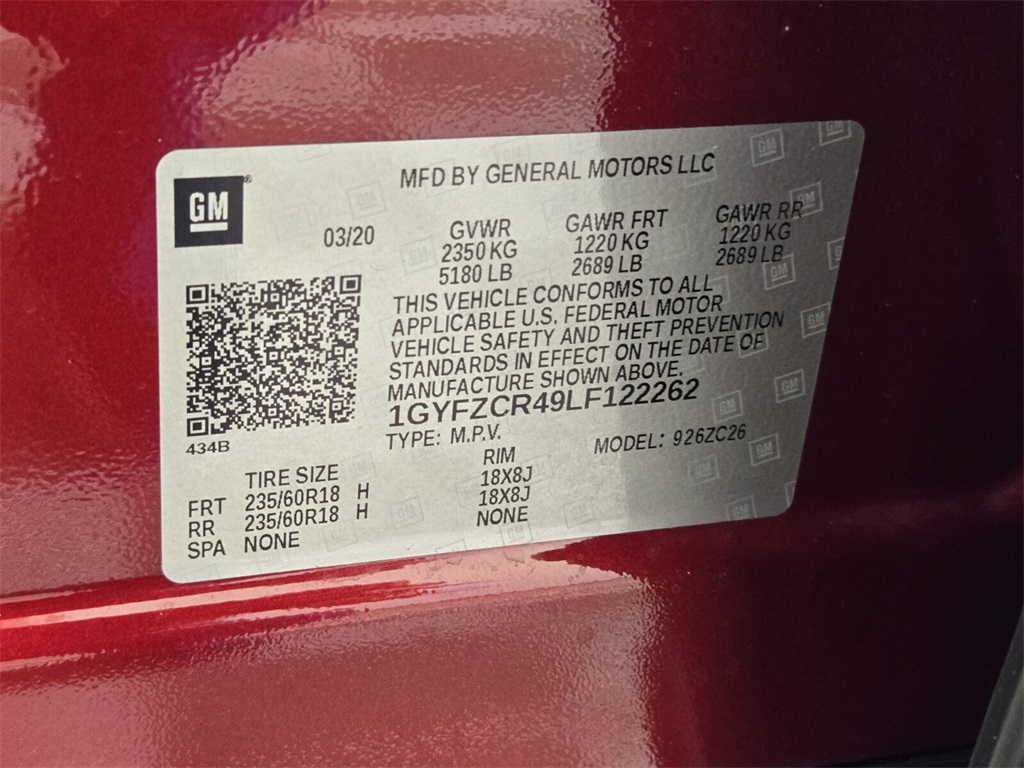 GM
MFD BY GENERAL MOTORS LLC
03/20
GVWR GAWR FRT GAWR RR
2350 KG 1220 KG 1220 KG
5180 LB 2689 LB 2689 LB
THIS VEHICLE CONFORMS TO ALL
APPLICABLE U.S. FEDERAL MOTOR
VEHICLE SAFETY AND THEFT PREVENTION
STANDARDS IN EFFECT ON THE DATE OF
MANUFACTURE SHOWN ABOVE.
1GYFZCR49LF122262
434B
TYPE: M.P.V. MODEL: 926ZC26
TIRE SIZE RIM
FRT 235/60R18 H 18X8J
RR 235/60R18 H 18X8J
SPA NONE NONE